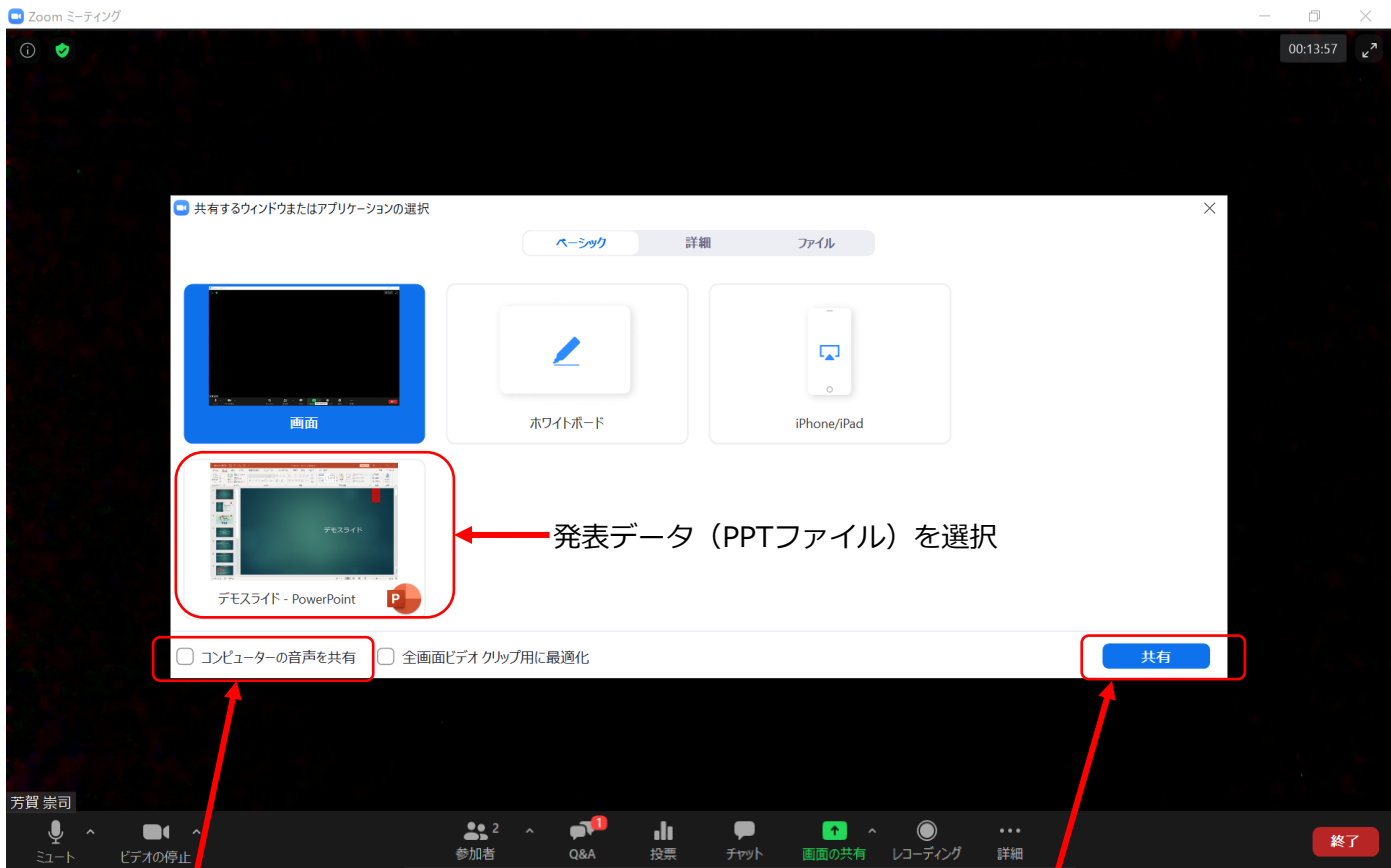 Zoom ミーティング
00:13:57
共有するウィンドウまたはアプリケーションの選択
ベーシック 詳細 ファイル
画面 ホワイトボード iPhone/iPad
デモスライド
発表データ（PPTファイル）を選択
デモスライド - PowerPoint P
コンピューターの音声を共有 全画面ビデオ クリップ用に最適化 共有
芳賀 崇司
2 1
ミュート ビデオの停止 参加者 Q&A 投票 チャット 画面の共有 レコーディング 詳細 終了